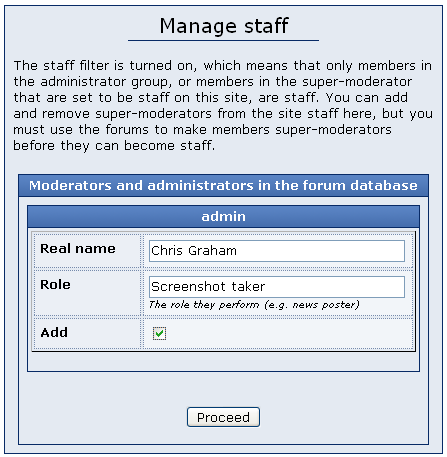 Manage staff
The staff filter is turned on, which means that only members in
the administrator group, or members in the super-moderator
that are set to be staff on this site, are staff. You can add
and remove super-moderators from the site staff here, but you
must use the forums to make members super-moderators
before they can become staff.
Moderators and administrators in the forum database
admin
Real name Chris Graham
Role Screenshot taker
The role they perform (e.g. news poster)
Add
Proceed